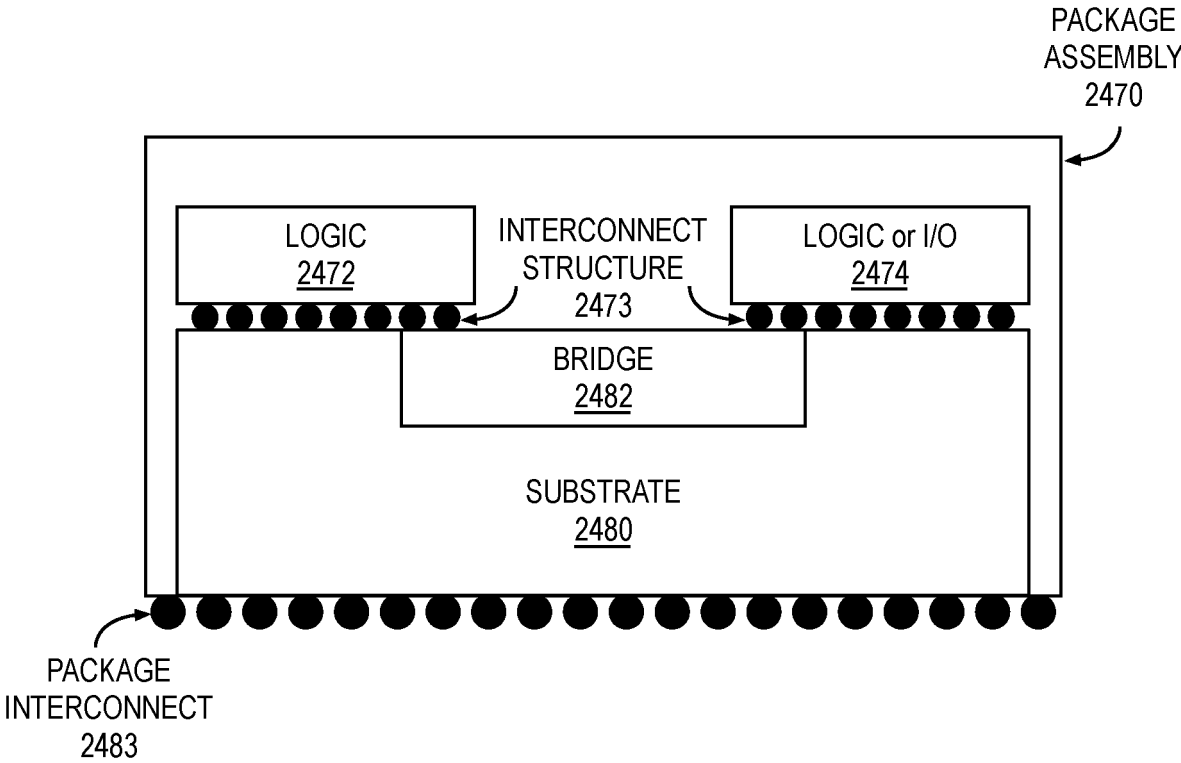 PACKAGE
ASSEMBLY
2470
LOGIC
2472
INTERCONNECT
STRUCTURE
2473
LOGIC or I/O
2474
BRIDGE
2482
SUBSTRATE
2480
PACKAGE
INTERCONNECT
2483